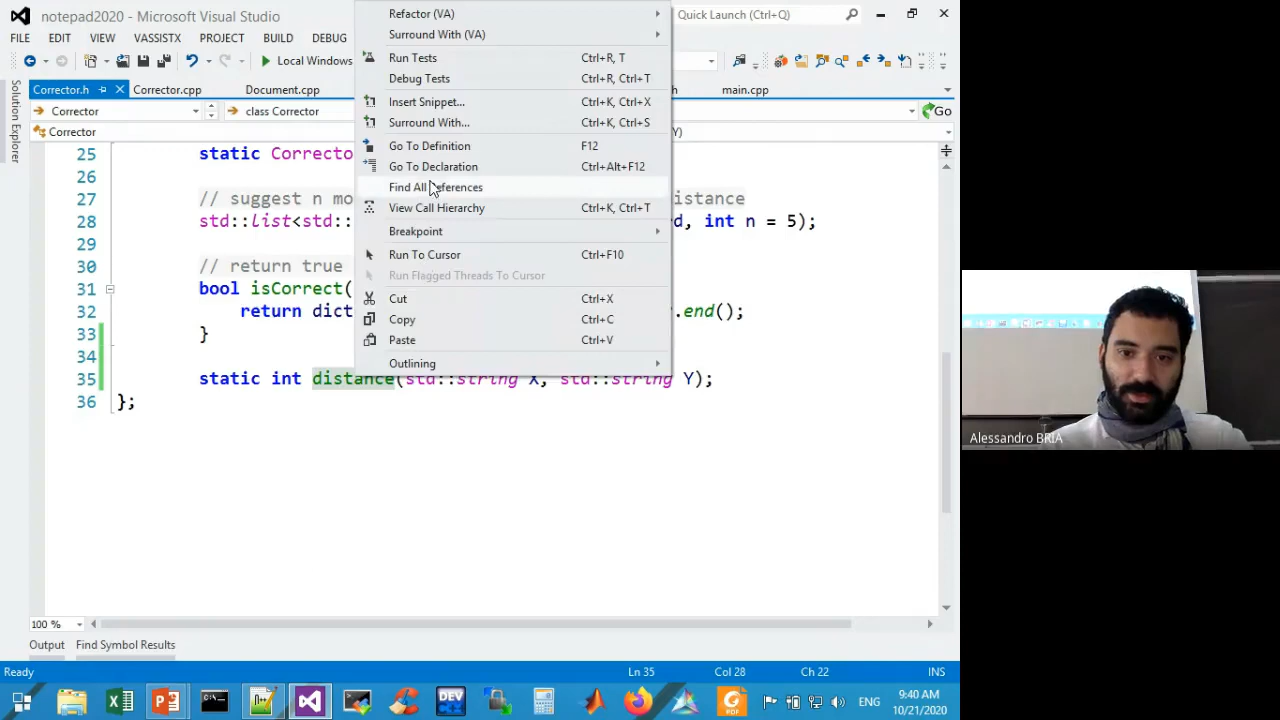 notepad2020 - Microsoft Visual Studio
Quick Launch (Ctrl+Q)
FILE EDIT VIEW VASSISTX PROJECT BUILD DEBUG
Local Windows
Solution Explorer
Corrector.h Corrector.cpp Document.cpp h main.cpp
Corrector class Corrector Go
Corrector Y)
Refactor (VA)
Surround With (VA)
Run Tests Ctrl+R, T
Debug Tests Ctrl+R, Ctrl+T
Insert Snippet... Ctrl+K, Ctrl+X
Surround With... Ctrl+K, Ctrl+S
Go To Definition F12
Go To Declaration Ctrl+Alt+F12
Find All References
View Call Hierarchy Ctrl+K, Ctrl+T
Breakpoint
Run To Cursor Ctrl+F10
Run Flagged Threads To Cursor
Cut Ctrl+X
Copy Ctrl+C
Paste Ctrl+V
Outlining
25 static Correcto
26
27 // suggest n mo istance
28 std::list<std:: d, int n = 5);
29
30 // return true
31 bool isCorrect(
32 return dict .end();
33 }
34
35 static int distance(std::string X, std::string Y);
36 };
100 %
Output Find Symbol Results
Ready Ln 35 Col 28 Ch 22 INS
DEV
PDF
ENG
9:40 AM
10/21/2020
Alessandro BRIA